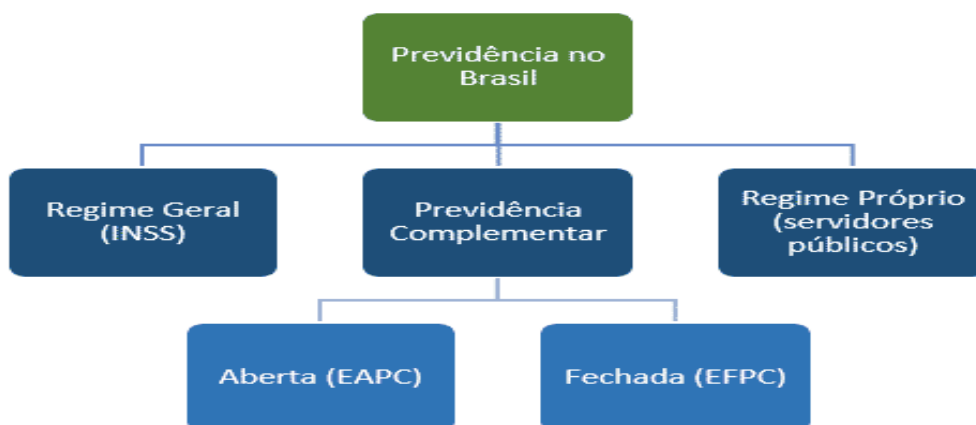 Previdência no
Brasil
Regime Geral
(INSS)
Previdência
Complementar
Regime Próprio
(servidores
públicos)
Aberta (EAPC)
Fechada (EFPC)